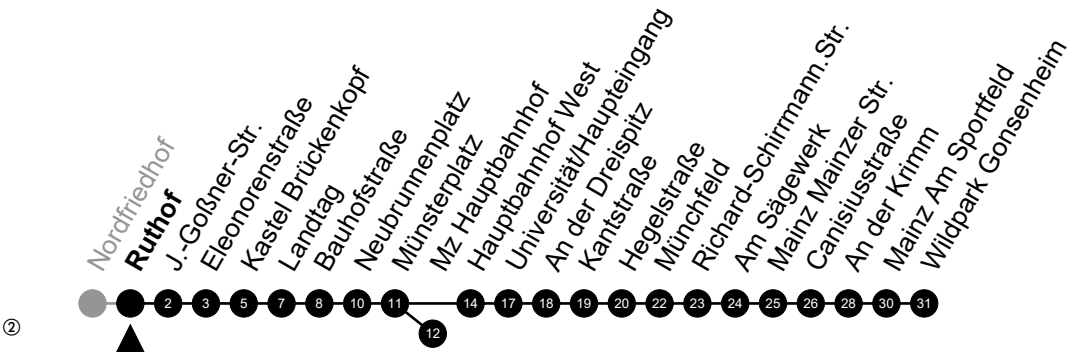 Nordfriedhof
Ruthof
J.-Goßner-Str.
Eleonorenstraße
Kastel Brückenkopf
Landtag
Bauhofstraße
Neubrunnenplatz
Münsterplatz
Mz Hauptbahnhof
Hauptbahnhof West
Universität/Haupteingang
An der Dreispitz
Kantstraße
Hegelstraße
Münchfeld
Richard-Schirrmann.Str.
Am Sägewerk
Mainz Mainzer Str.
Canisiusstraße
An der Krimm
Mainz Am Sportfeld
Wildpark Gonsenheim
2 3 5 7 8 10 11 14 17 18 19 20 22 23 24 25 26 28 30 31
② 12